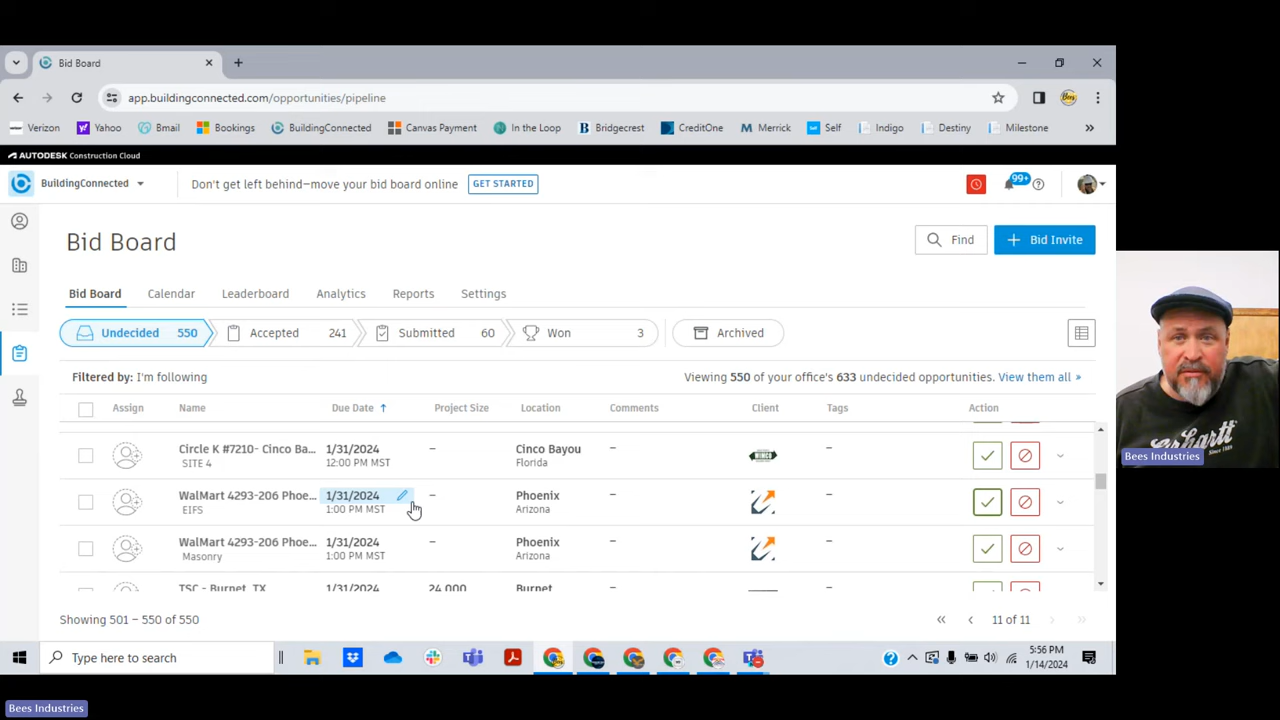 Bid Board
app.buildingconnected.com/opportunities/pipeline
Verizon Yahoo Bmail Bookings BuildingConnected Canvas Payment In the Loop Bridgecrest CreditOne Merrick Self Indigo Destiny Milestone »
AUTODESK Construction Cloud
BuildingConnected Don't get left behind—move your bid board online GET STARTED 99+
Bid Board Find + Bid Invite
Bid Board Calendar Leaderboard Analytics Reports Settings
Undecided 550 Accepted 241 Submitted 60 Won 3 Archived
Filtered by: I'm following Viewing 550 of your office's 633 undecided opportunities. View them all »
Assign Name Due Date ↑ Project Size Location Comments Client Tags Action
Circle K #7210- Cinco Ba... 1/31/2024 – Cinco Bayou – –
SITE 4 12:00 PM MST Florida
WalMart 4293-206 Phoe... 1/31/2024 – Phoenix – –
EIFS 1:00 PM MST Arizona
WalMart 4293-206 Phoe... 1/31/2024 – Phoenix – –
Masonry 1:00 PM MST Arizona
TSC - Burnet, TX 1/31/2024 24,000 Burnet
Showing 501 – 550 of 550 « ‹ 11 of 11 › »
Type here to search 5:56 PM
1/14/2024
Carhartt
Bees Industries
Bees Industries